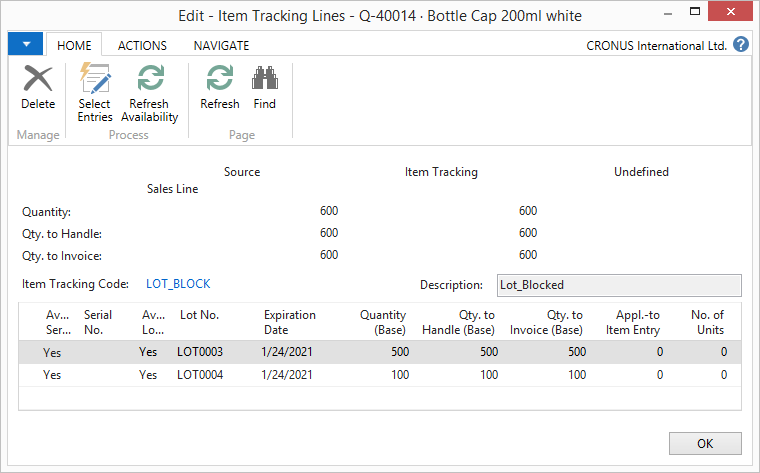 Edit - Item Tracking Lines - Q-40014 · Bottle Cap 200ml white
HOME ACTIONS NAVIGATE CRONUS International Ltd. ?
Delete Select Entries Refresh Availability Refresh Find
Manage Process Page
Source Item Tracking Undefined
Sales Line
Quantity: 600 600
Qty. to Handle: 600 600
Qty. to Invoice: 600 600
Item Tracking Code: LOT_BLOCK Description: Lot_Blocked
Av... Serial Av... Lot No. Expiration Quantity Qty. to Qty. to Appl.-to No. of
Ser... No. Lo... Date (Base) Handle (Base) Invoice (Base) Item Entry Units
Yes Yes LOT0003 1/24/2021 500 500 500 0 0
Yes Yes LOT0004 1/24/2021 100 100 100 0 0
OK